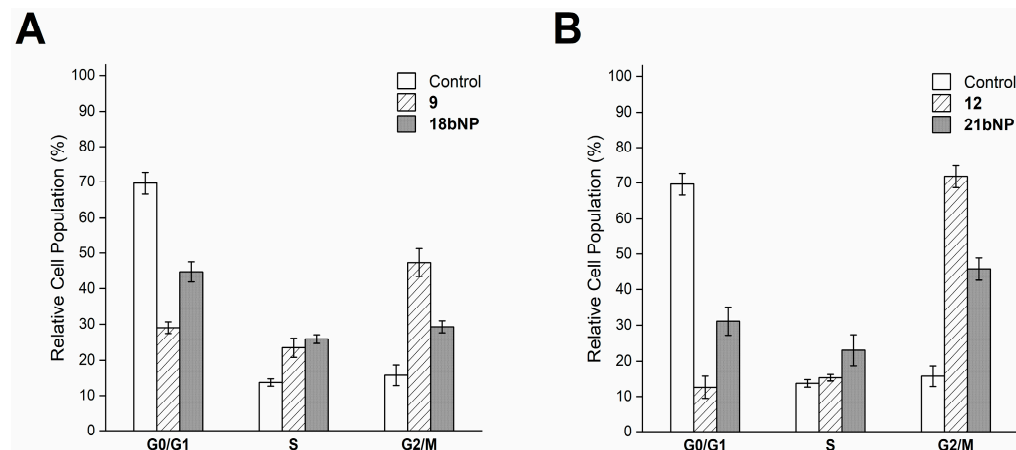 A
Relative Cell Population (%)
100
90
80
70
60
50
40
30
20
10
0
Control
9
18bNP
G0/G1 S G2/M
B
Relative Cell Population (%)
100
90
80
70
60
50
40
30
20
10
0
Control
12
21bNP
G0/G1 S G2/M